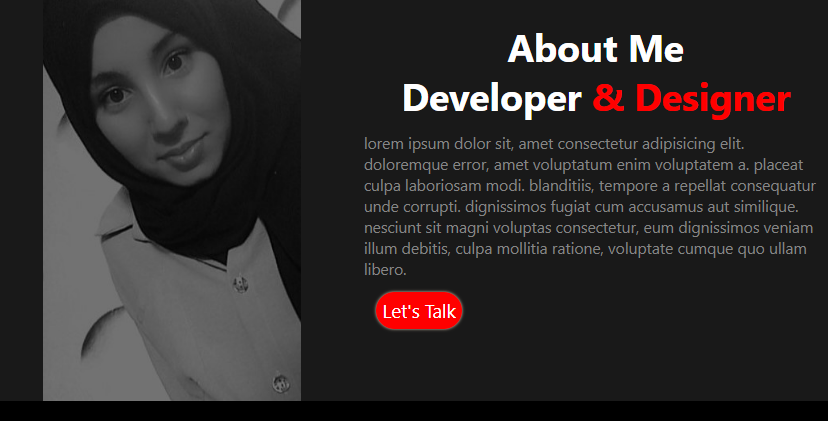 About Me
Developer & Designer
lorem ipsum dolor sit, amet consectetur adipisicing elit.
doloremque error, amet voluptatum enim voluptatem a. placeat
culpa laboriosam modi. blanditiis, tempore a repellat consequatur
unde corrupti. dignissimos fugiat cum accusamus aut similique.
nesciunt sit magni voluptas consectetur, eum dignissimos veniam
illum debitis, culpa mollitia ratione, voluptate cumque quo ullam
libero.
Let's Talk